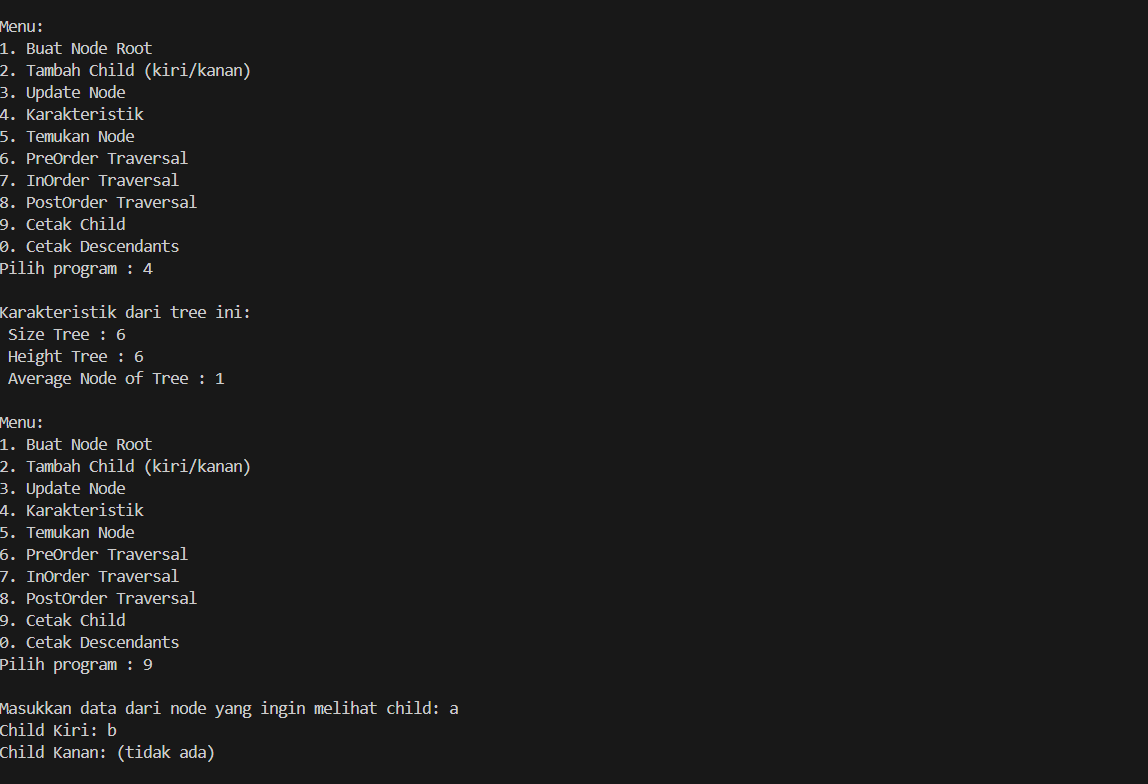 Menu:
1. Buat Node Root
2. Tambah Child (kiri/kanan)
3. Update Node
4. Karakteristik
5. Temukan Node
6. PreOrder Traversal
7. InOrder Traversal
8. PostOrder Traversal
9. Cetak Child
0. Cetak Descendants
Pilih program : 4
Karakteristik dari tree ini:
Size Tree : 6
Height Tree : 6
Average Node of Tree : 1
Menu:
1. Buat Node Root
2. Tambah Child (kiri/kanan)
3. Update Node
4. Karakteristik
5. Temukan Node
6. PreOrder Traversal
7. InOrder Traversal
8. PostOrder Traversal
9. Cetak Child
0. Cetak Descendants
Pilih program : 9
Masukkan data dari node yang ingin melihat child: a
Child Kiri: b
Child Kanan: (tidak ada)